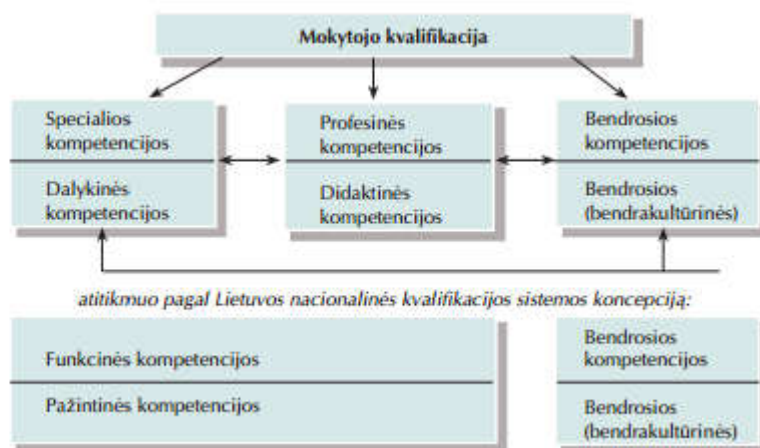 Mokytojo kvalifikacija
Specialios
kompetencijos
Dalykinės
kompetencijos
Profesinės
kompetencijos
Didaktinės
kompetencijos
Bendrosios
kompetencijos
Bendrosios
(bendrakultūrinės)
atitikmuo pagal Lietuvos nacionalinės kvalifikacijos sistemos koncepciją:
Funkcinės kompetencijos
Pažintinės kompetencijos
Bendrosios
kompetencijos
Bendrosios
(bendrakultūrinės)